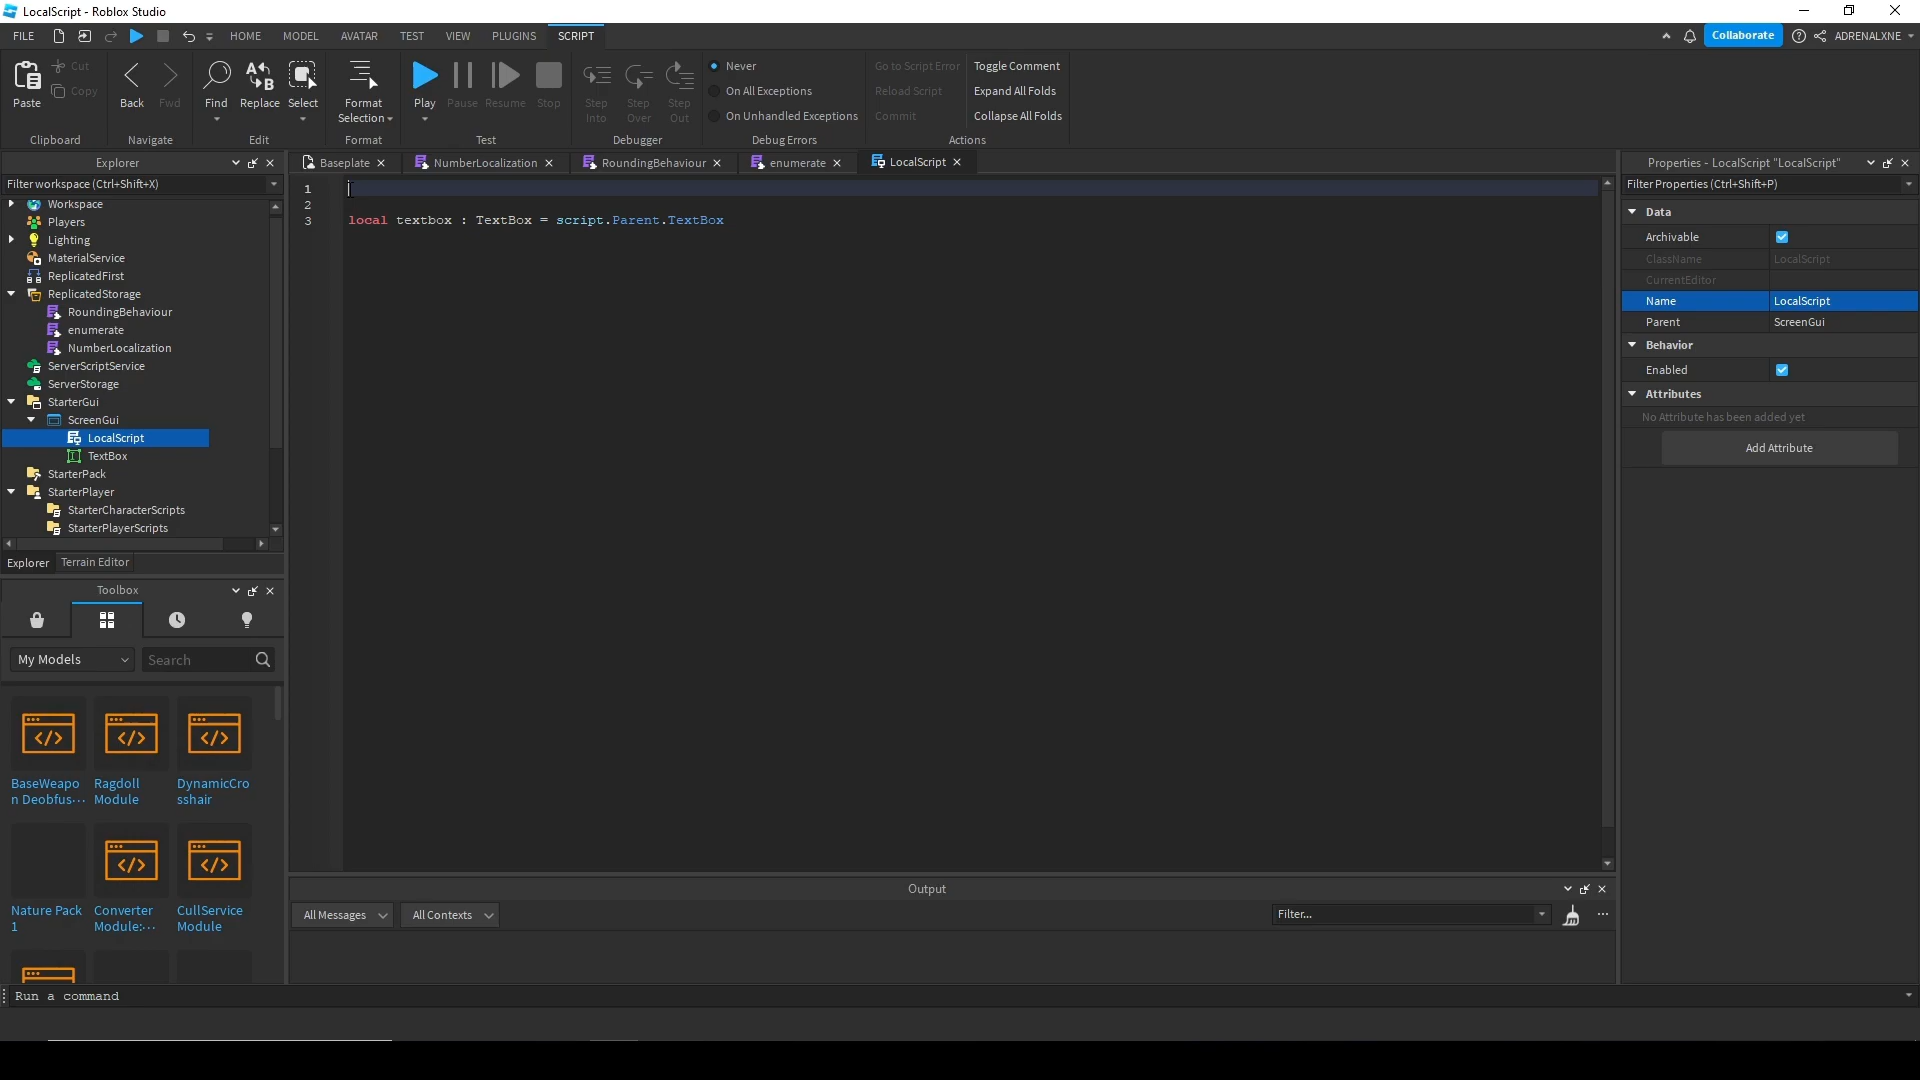 LocalScript - Roblox Studio
FILE HOME MODEL AVATAR TEST VIEW PLUGINS SCRIPT Collaborate ADRENALXNE
Paste Cut Copy
Clipboard
Back Fwd
Navigate
Find Replace Select
Edit
Format Selection
Format
Play Pause Resume Stop
Test
Step Into Step Over Step Out
Debugger
Never
On All Exceptions
On Unhandled Exceptions
Debug Errors
Go to Script Error Toggle Comment
Reload Script Expand All Folds
Commit Collapse All Folds
Actions
Explorer
Filter workspace (Ctrl+Shift+X)
Workspace
Players
Lighting
MaterialService
ReplicatedFirst
ReplicatedStorage
RoundingBehaviour
enumerate
NumberLocalization
ServerScriptService
ServerStorage
StarterGui
ScreenGui
LocalScript
TextBox
StarterPack
StarterPlayer
StarterCharacterScripts
StarterPlayerScripts
Explorer Terrain Editor
Toolbox
My Models Search
BaseWeapo
n Deobfus...
Ragdoll
Module
DynamicCro
sshair
Nature Pack
1
Converter
Module:...
CullService
Module
Baseplate NumberLocalization RoundingBehaviour enumerate LocalScript
1
2
3 local textbox : TextBox = script.Parent.TextBox
Output
All Messages All Contexts Filter...
Run a command
Properties - LocalScript "LocalScript"
Filter Properties (Ctrl+Shift+P)
Data
Archivable
ClassName LocalScript
CurrentEditor
Name LocalScript
Parent ScreenGui
Behavior
Enabled
Attributes
No Attribute has been added yet
Add Attribute